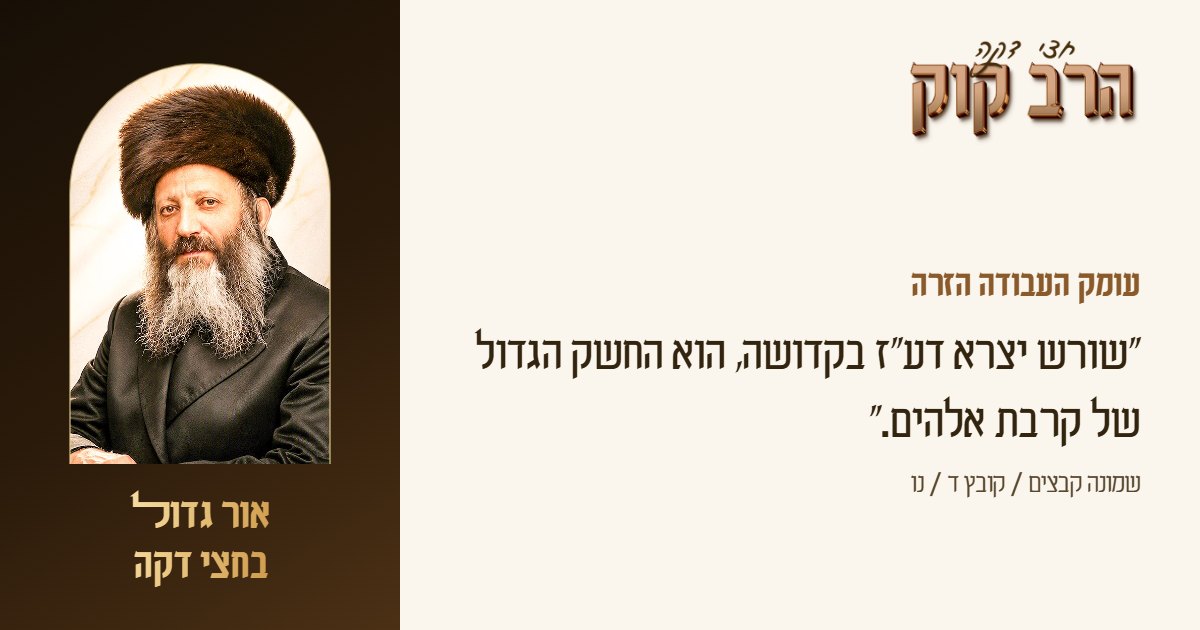 חצי דקה
הרב קוק
עומק העבודה הזרה
"שורש יצרא דע"ז בקדושה, הוא החשק הגדול
של קרבת אלהים."
שמונה קבצים / קובץ ד / נו
אור גדול
בחצי דקה